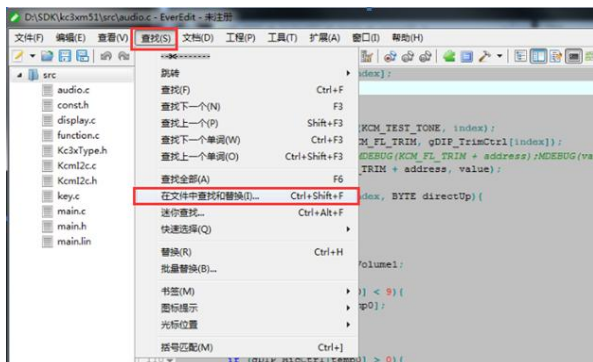 D:\SDK\kc3xm51\src\audio.c - EverEdit - 未注册
文件(F) 编辑(E) 查看(V) 查找(S) 文档(D) 工程(P) 工具(T) 扩展(A) 窗口(I) 帮助(H)
src
audio.c
const.h
display.c
function.c
Kc3xType.h
KcmI2c.c
KcmI2c.h
key.c
main.c
main.h
main.lin
跳转
查找(F) Ctrl+F
查找下一个(N) F3
查找上一个(P) Shift+F3
查找下一个单词(W) Ctrl+F3
查找上一个单词(O) Ctrl+Shift+F3
查找全部(A) F6
在文件中查找和替换(I)... Ctrl+Shift+F
迷你查找... Ctrl+Alt+F
快速选择(Q)
替换(R) Ctrl+H
批量替换(B)...
书签(M)
图标提示
光标位置
括号匹配(M) Ctrl+]
ndex];
(KCM_TEST_TONE, index);
CM_FL_TRIM, gDIP_TrimCtrl[index]);
MDEBUG(KCM_FL_TRIM + address);MDEBUG(va
TRIM + address, value);
ndex, BYTE directUp){
Volume1;
] < 9){
mp0];
if (gDIP_MicCtrl[temp0] > 0){